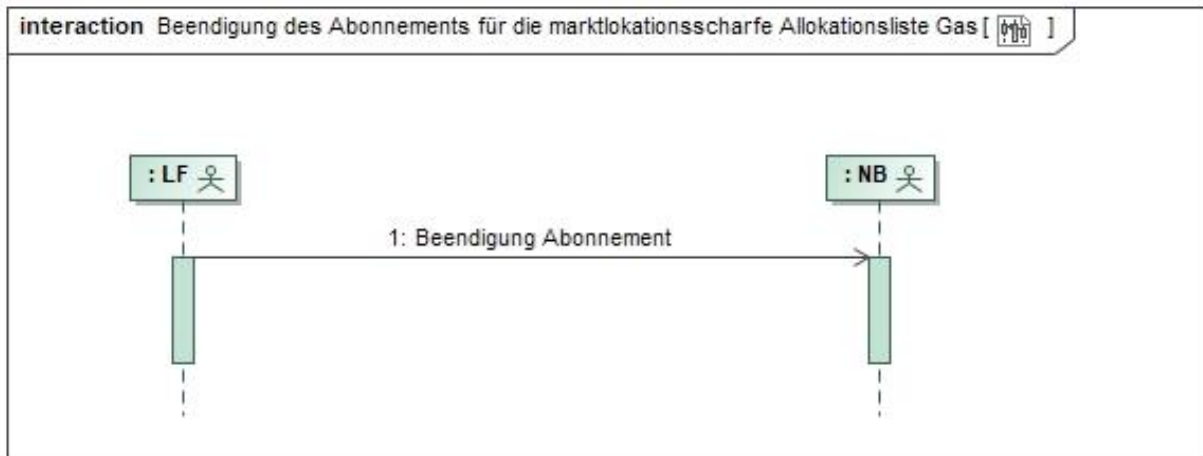 interaction Beendigung des Abonnements für die marktlokationsscharfe Allokationsliste Gas [ ]
: LF
: NB
1: Beendigung Abonnement